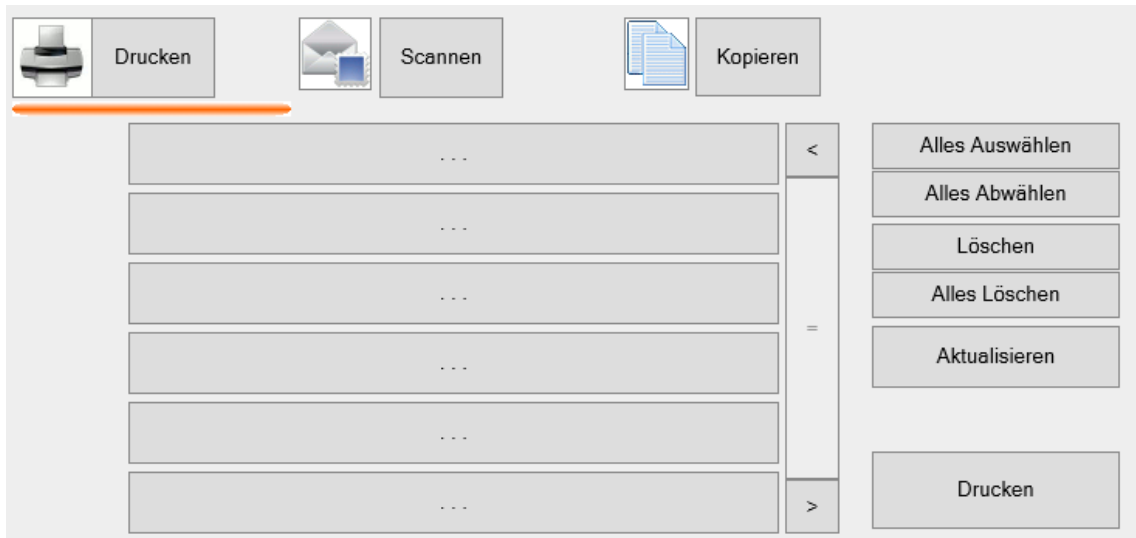 Drucken
Scannen
Kopieren
. . .
<
Alles Auswählen
Alles Abwählen
. . .
Löschen
. . .
Alles Löschen
=
. . .
Aktualisieren
. . .
. . .
>
Drucken